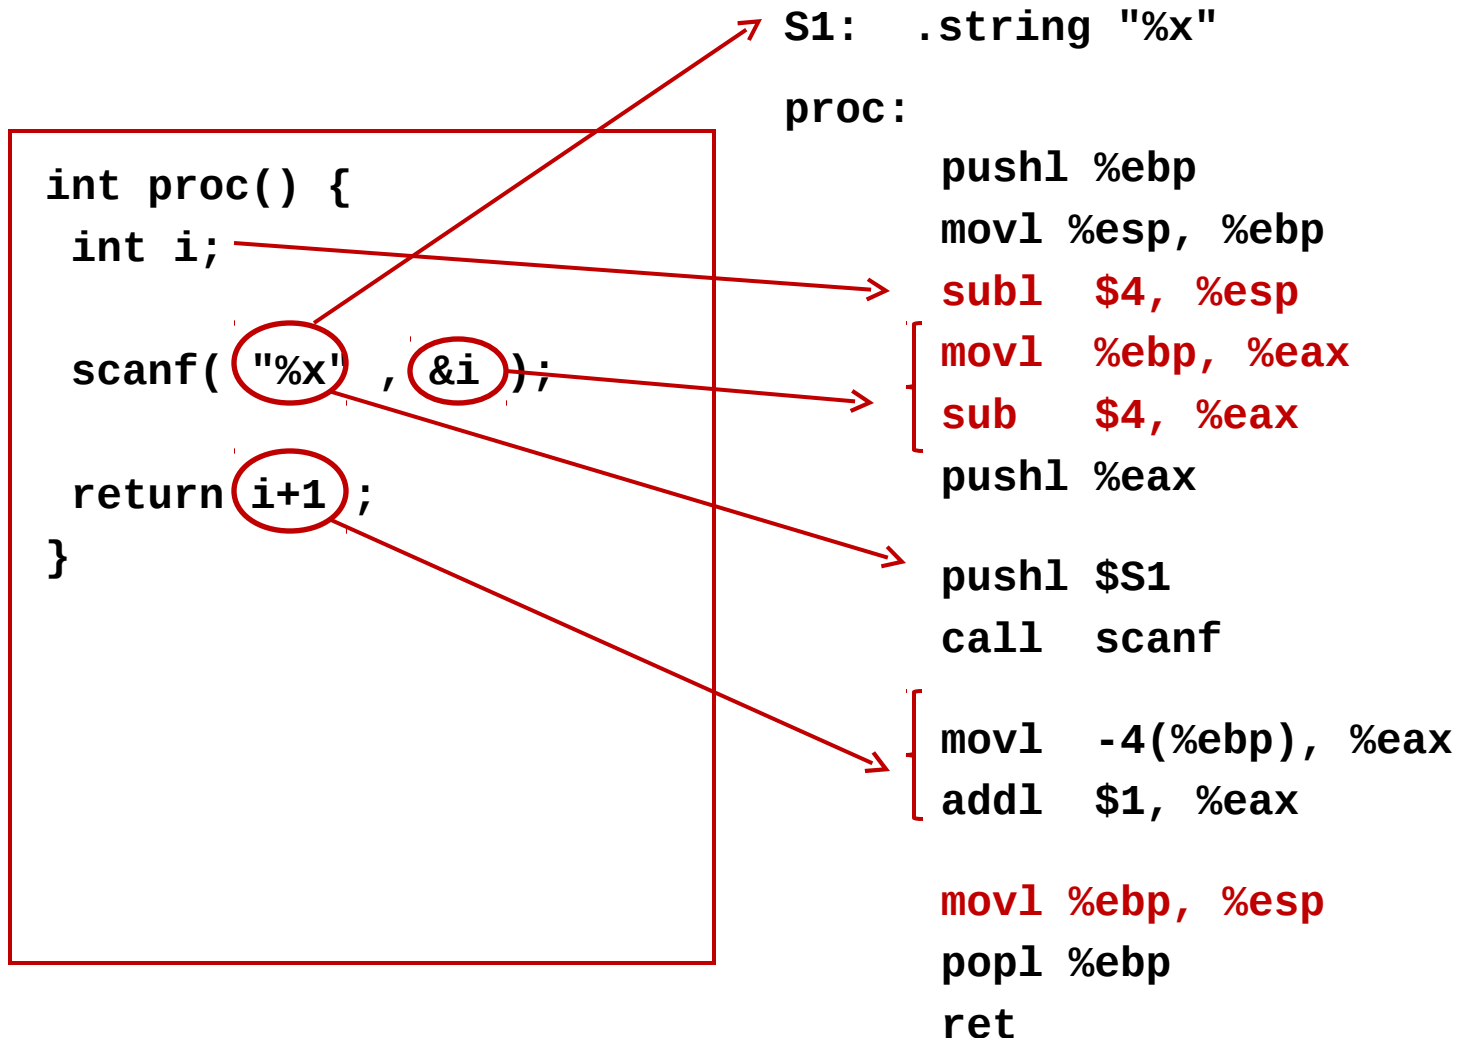 int proc() {
int i;
scanf( "%x" , &i );
return i+1 ;
}
S1:  .string "%x"
proc:
pushl %ebp
movl %esp, %ebp
subl  $4, %esp
movl  %ebp, %eax
sub   $4, %eax
pushl %eax
pushl $S1
call  scanf
movl  -4(%ebp), %eax
addl  $1, %eax
movl %ebp, %esp
popl %ebp
ret